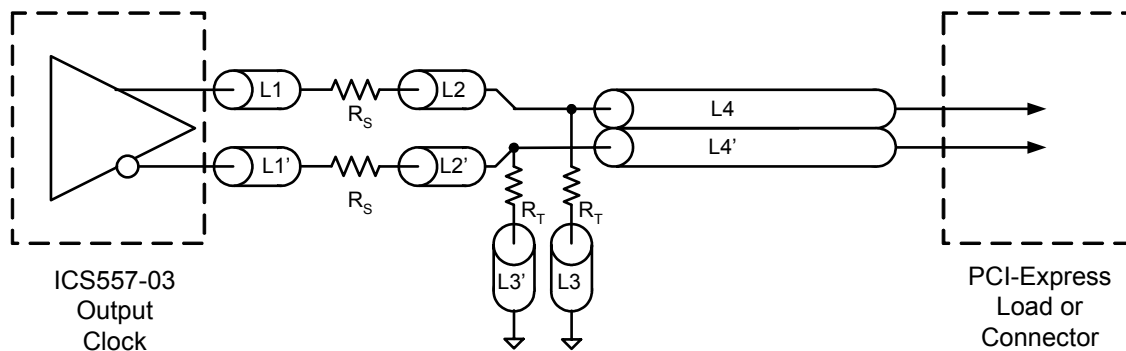 L1
R_S
L2
L4
L1’
R_S
L2’
L4’
R_T
R_T
L3’
L3
ICS557-03
Output
Clock
PCI-Express
Load or
Connector